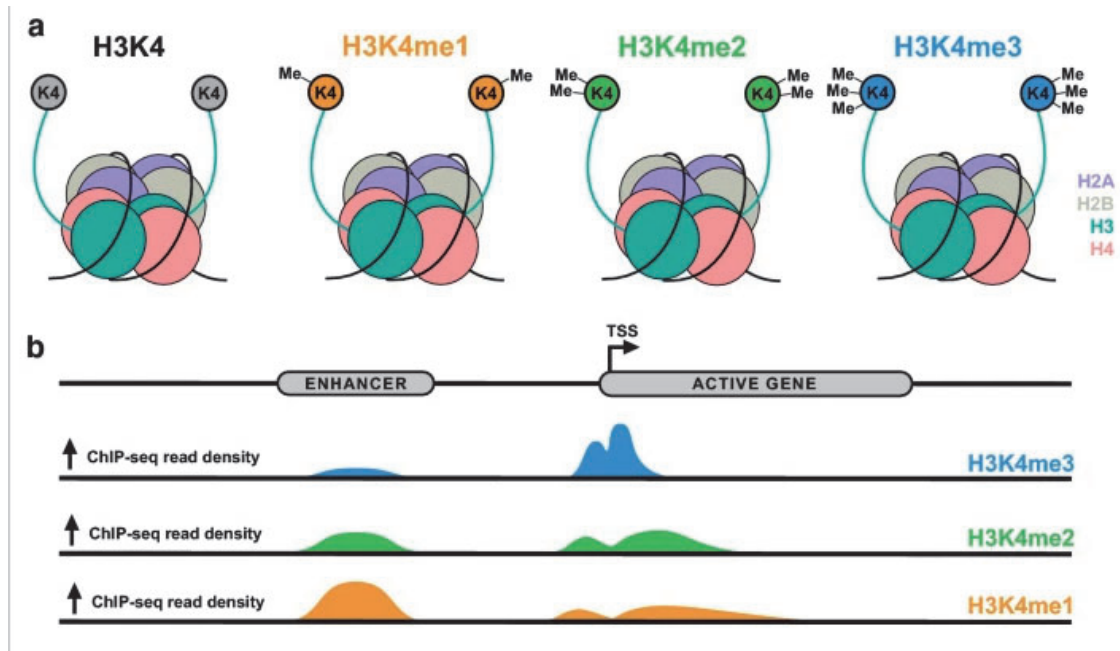 a
H3K4
H3K4me1
H3K4me2
H3K4me3
K4
K4
Me
K4
K4
Me
Me
Me
K4
K4
Me
Me
Me
Me
Me
K4
K4
Me
Me
Me
H2A
H2B
H3
H4
b
TSS
ENHANCER
ACTIVE GENE
ChIP-seq read density
H3K4me3
ChIP-seq read density
H3K4me2
ChIP-seq read density
H3K4me1